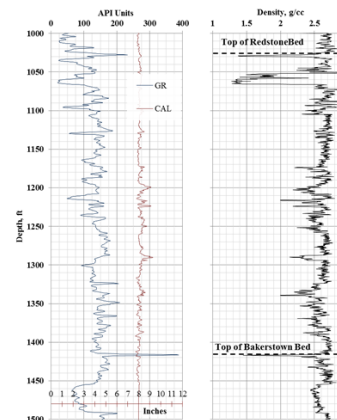 API Units
0 100 200 300 400
Density, g/cc
1 1.5 2 2.5
1000
1050
1100
1150
1200
1250
1300
1350
1400
1450
1500
Depth, ft
GR
CAL
Top of RedstoneBed
Top of Bakerstown Bed
0 1 2 3 4 5 6 7 8 9 10 11 12
Inches